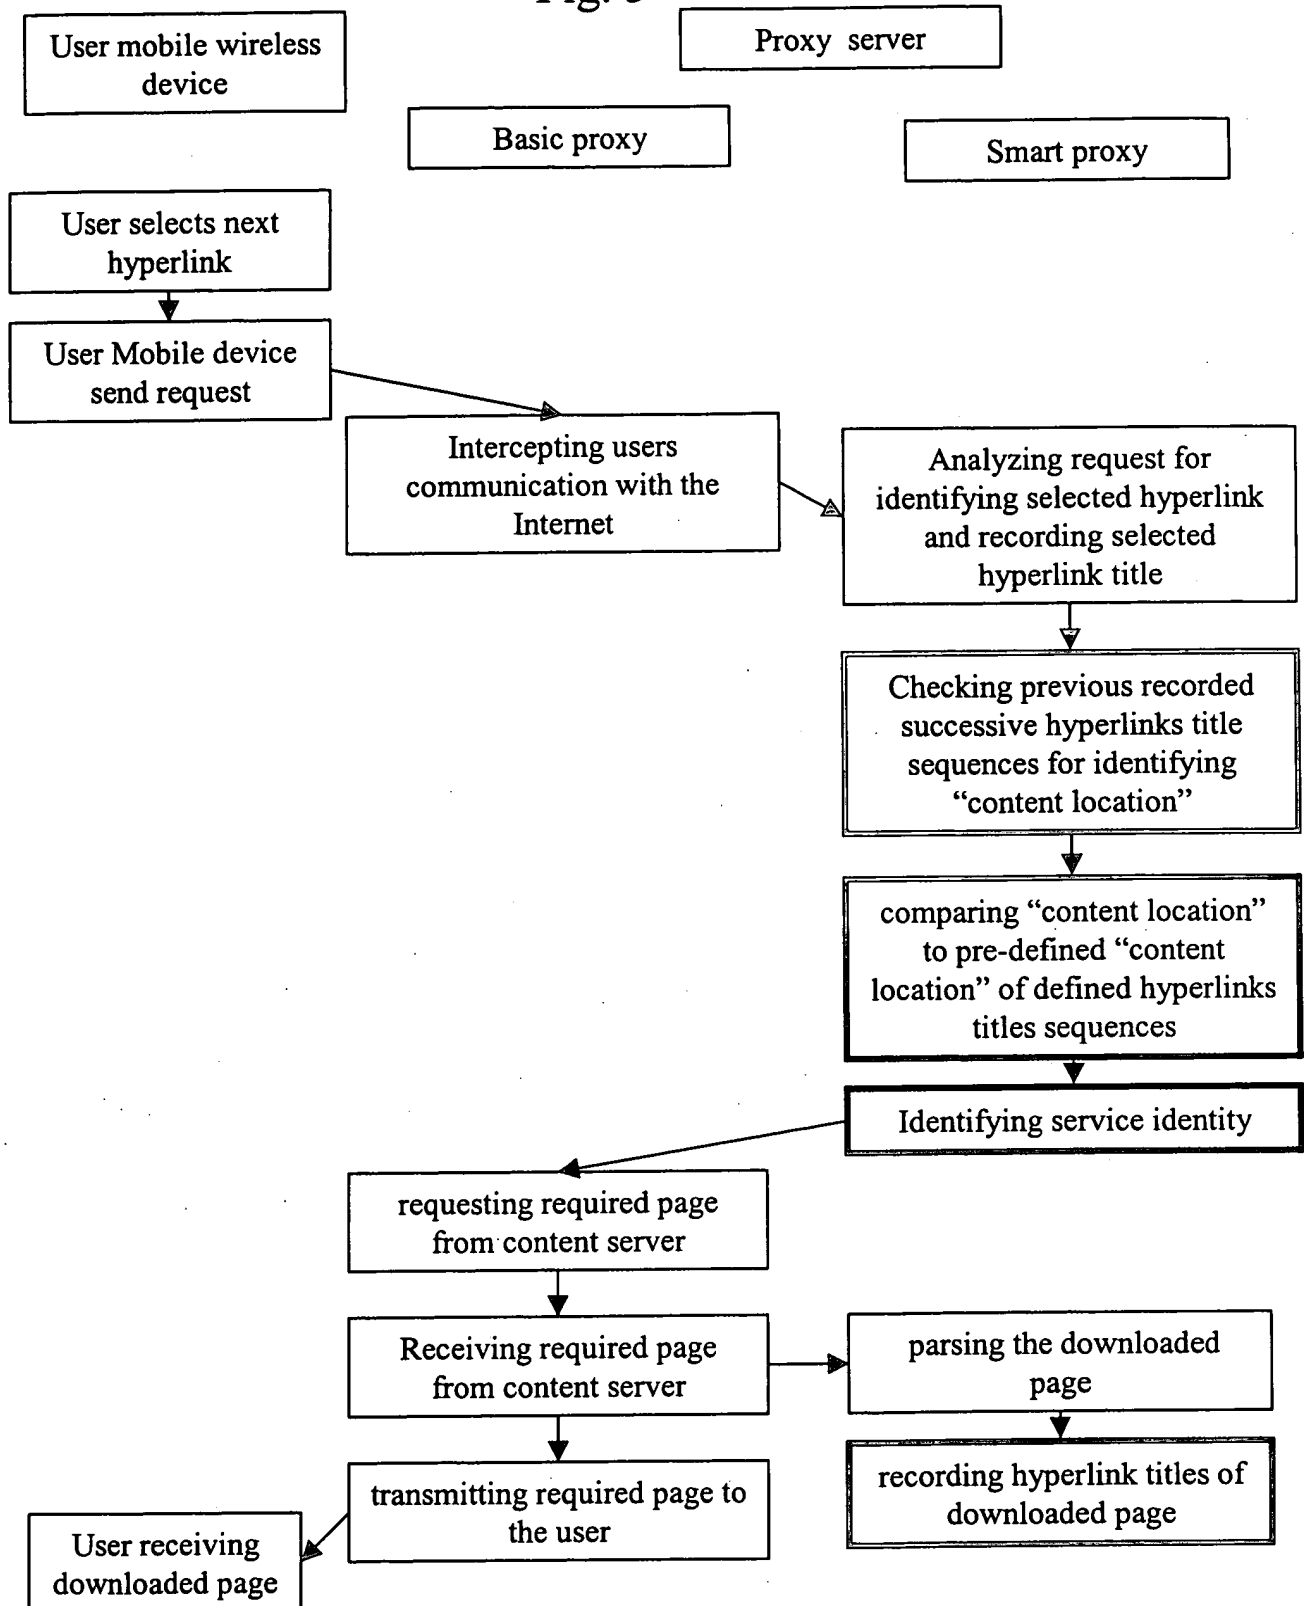 User mobile wireless
device
Proxy server
Basic proxy
Smart proxy
User selects next
hyperlink
User Mobile device
send request
Intercepting users
communication with the
Internet
Analyzing request for
identifying selected hyperlink
and recording selected
hyperlink title
Checking previous recorded
successive hyperlinks title
sequences for identifying
“content location”
comparing “content location”
to pre-defined “content
location” of defined hyperlinks
titles sequences
Identifying service identity
requesting required page
from content server
Receiving required page
from content server
parsing the downloaded
page
transmitting required page to
the user
recording hyperlink titles of
downloaded page
User receiving
downloaded page